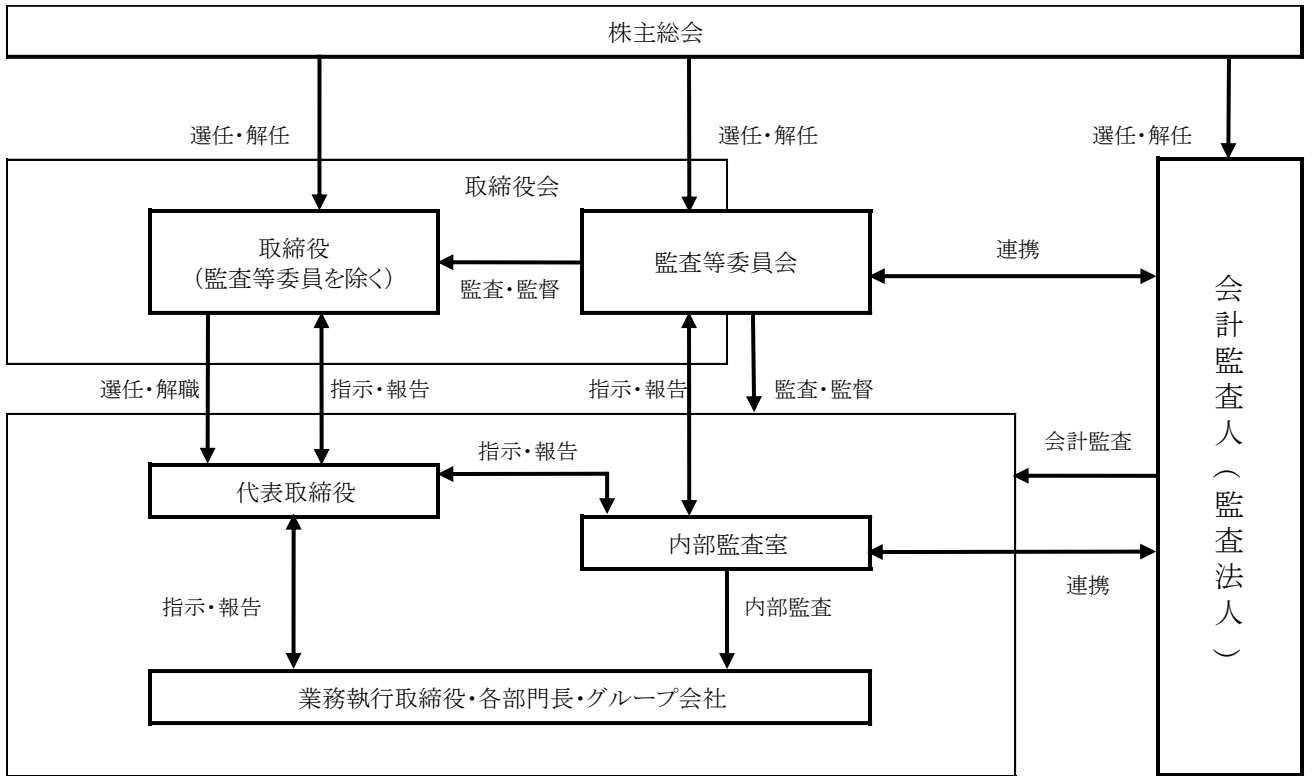 株主総会
選任・解任
選任・解任
選任・解任
取締役会
取締役
（監査等委員を除く）
監査・監督
監査等委員会
連携
会計監査人（監査法人）
選任・解職
指示・報告
指示・報告
監査・監督
会計監査
指示・報告
代表取締役
内部監査室
連携
指示・報告
内部監査
業務執行取締役・各部門長・グループ会社